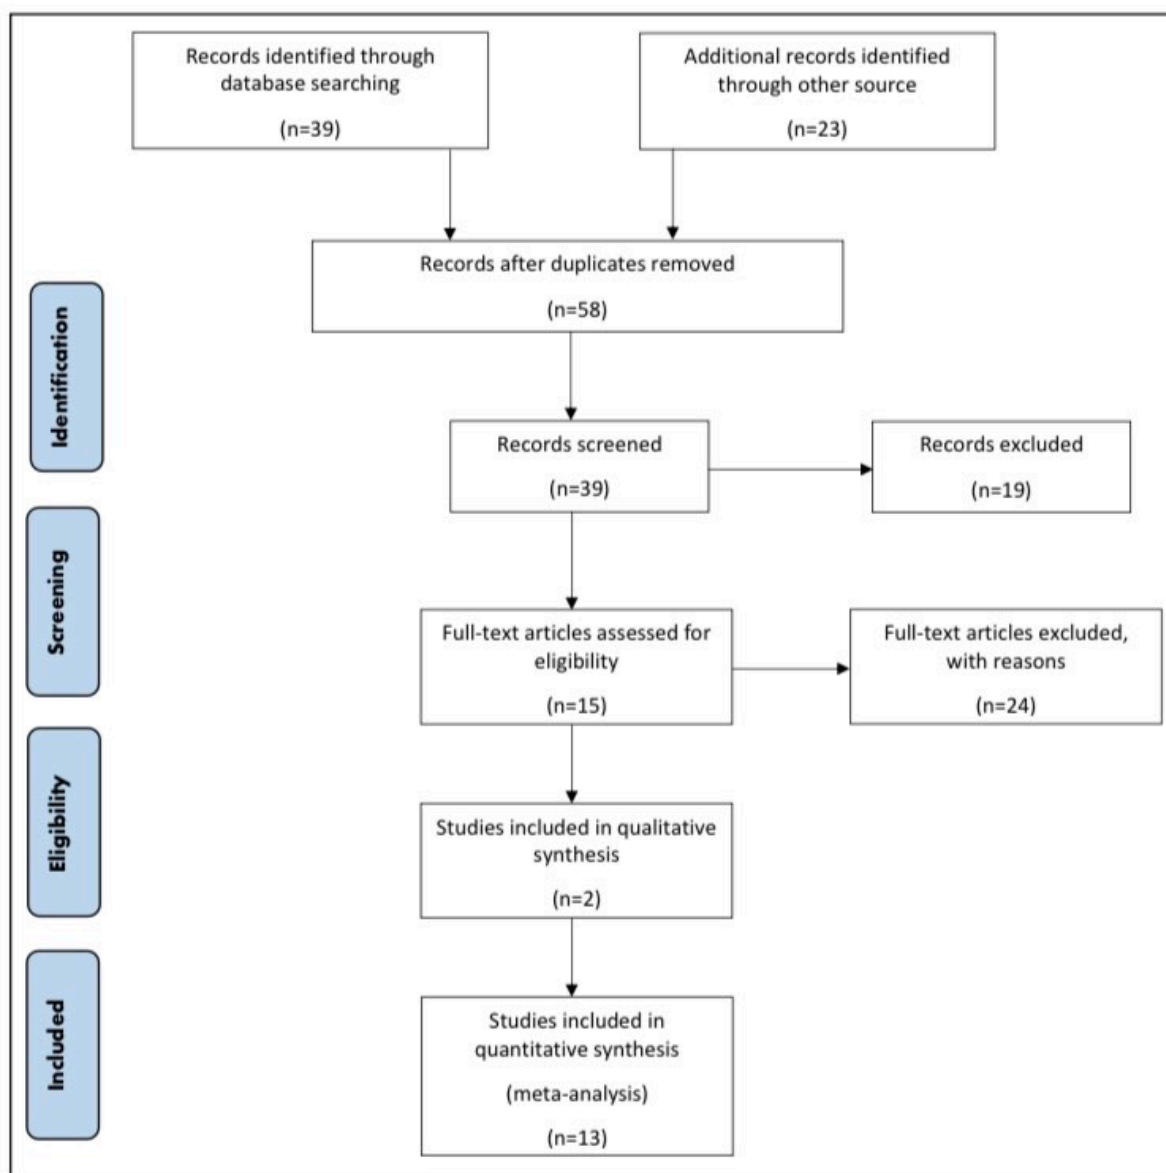 Records identified through
database searching
(n=39)
Additional records identified
through other source
(n=23)
Records after duplicates removed
(n=58)
Identification
Records screened
(n=39)
Records excluded
(n=19)
Screening
Full-text articles assessed for
eligibility
(n=15)
Full-text articles excluded,
with reasons
(n=24)
Eligibility
Studies included in qualitative
synthesis
(n=2)
Included
Studies included in
quantitative synthesis
(meta-analysis)
(n=13)